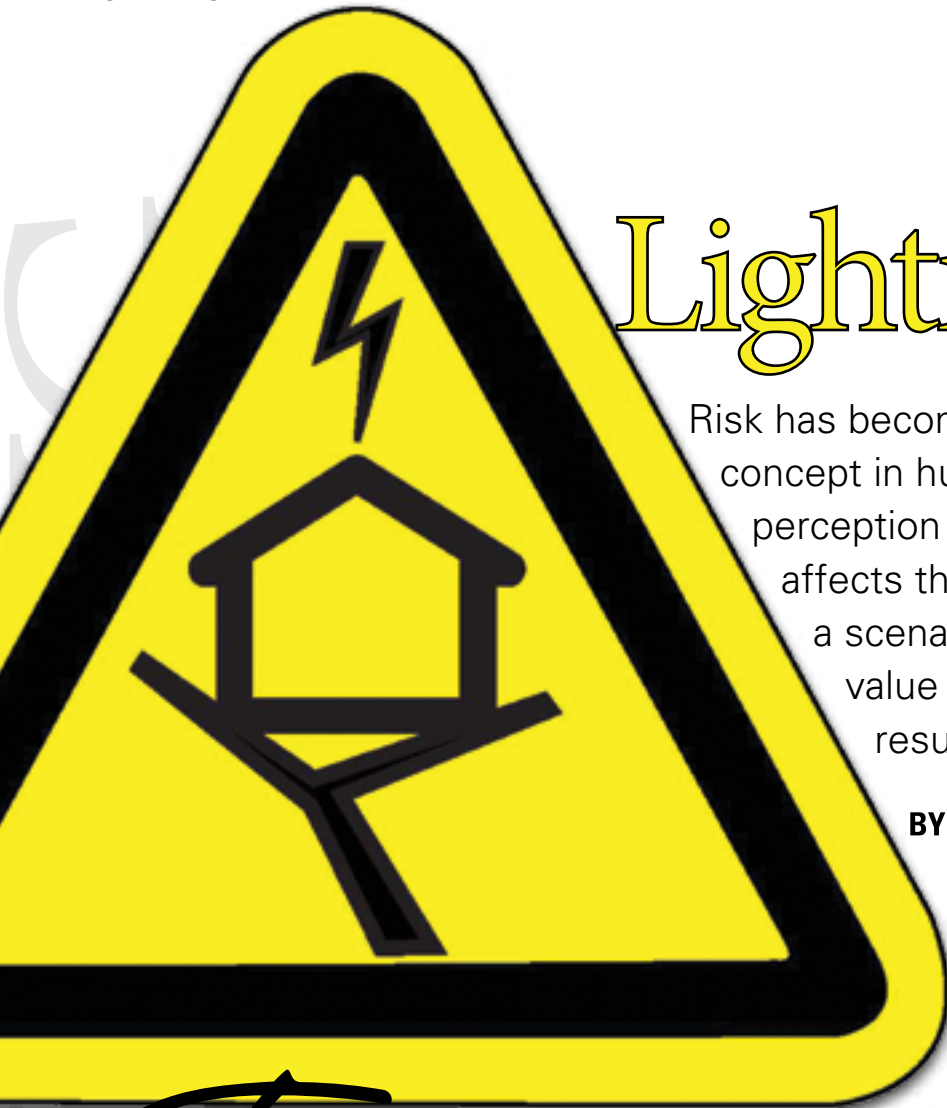 Light
Risk has becom
concept in hu
perception
affects th
a scena
value
resu
BY